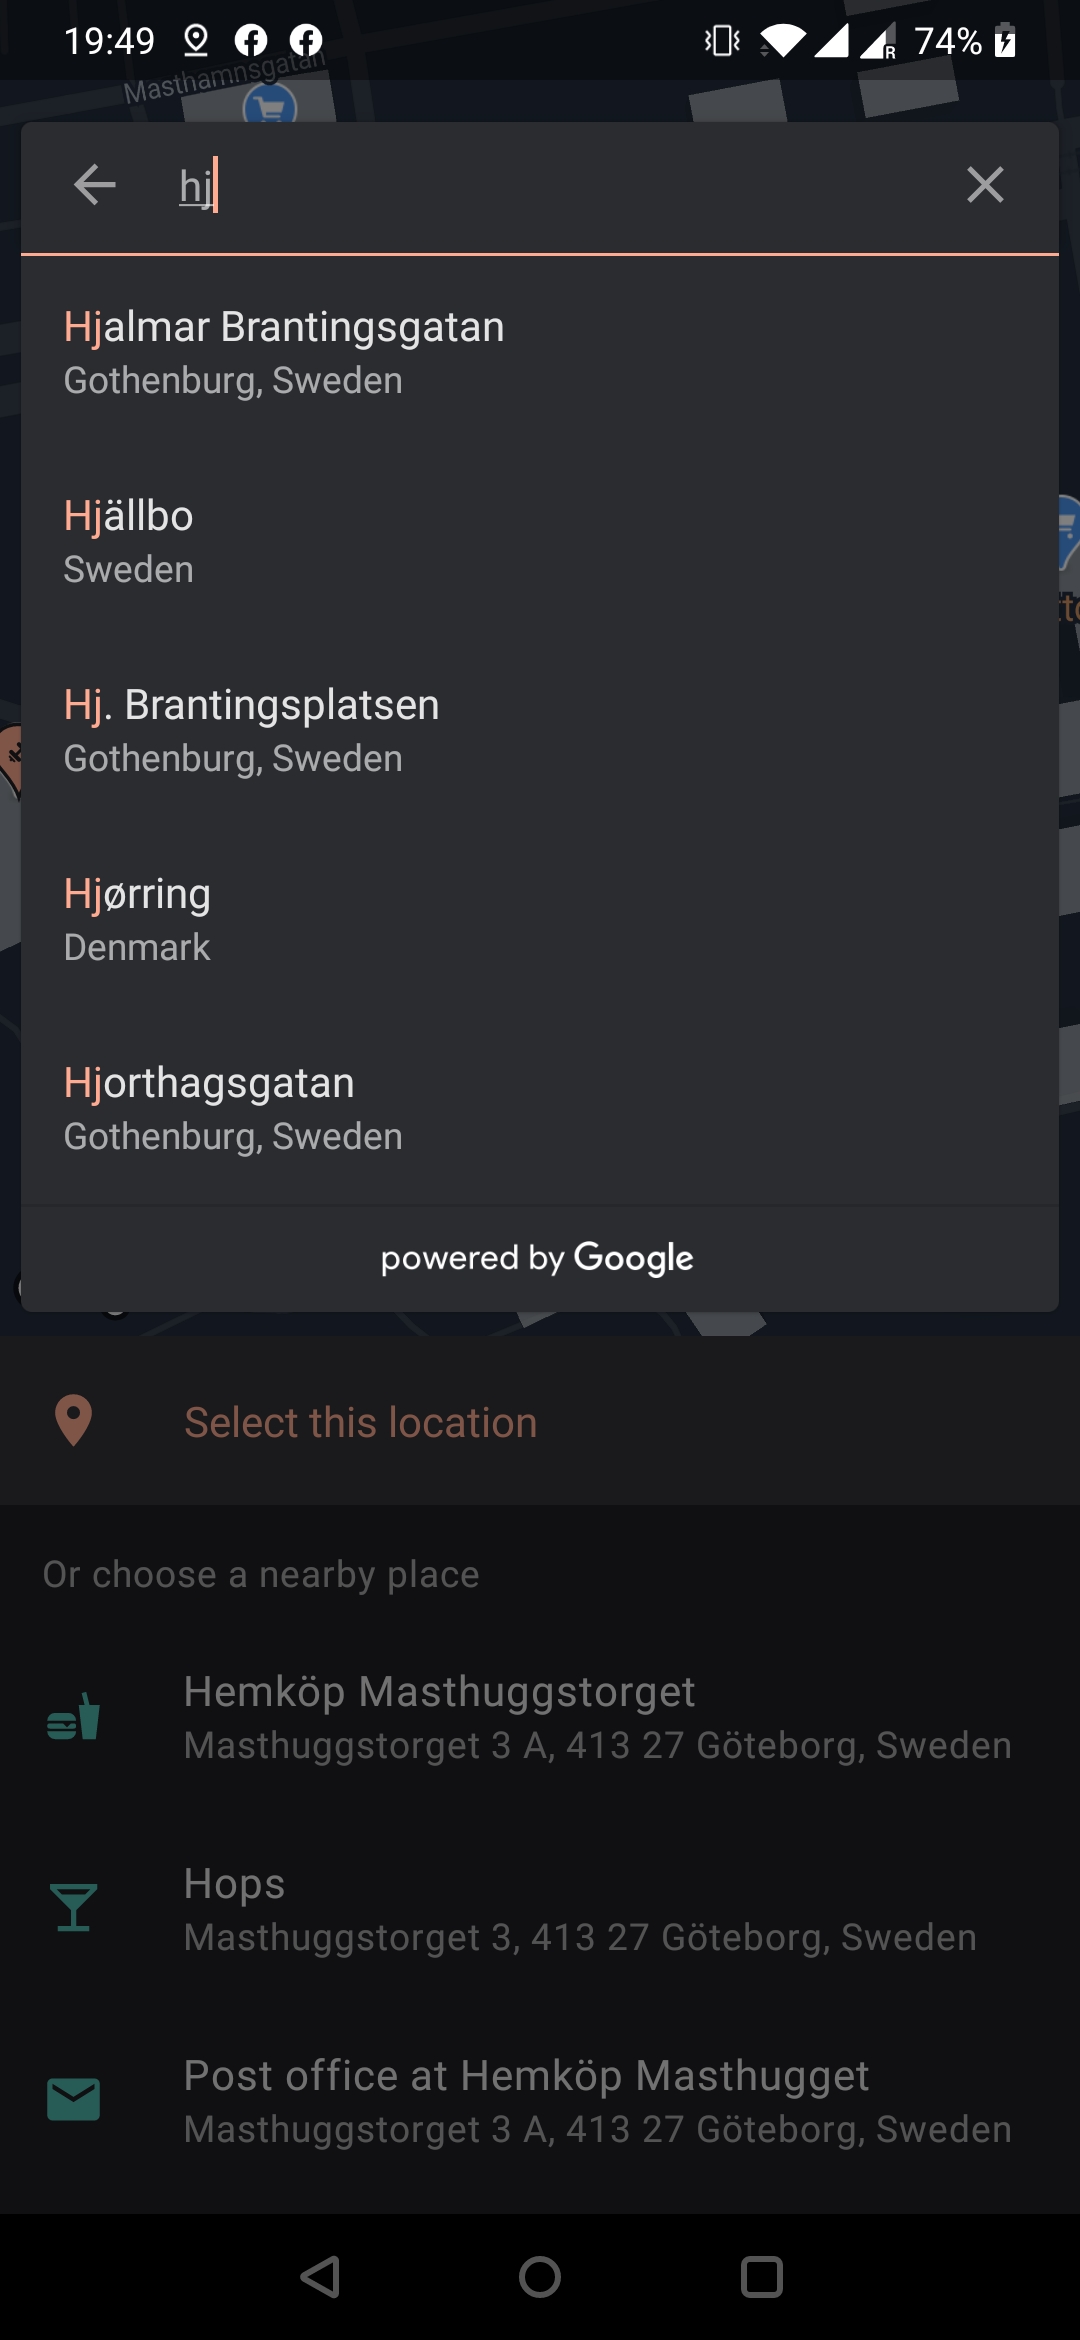 19:49
R
74%
Masthamnsgatan
hj
Hjalmar Brantingsgatan
Gothenburg, Sweden
Hjällbo
Sweden
Hj. Brantingsplatsen
Gothenburg, Sweden
Hjørring
Denmark
Hjorthagsgatan
Gothenburg, Sweden
powered by Google
Select this location
Or choose a nearby place
Hemköp Masthuggstorget
Masthuggstorget 3 A, 413 27 Göteborg, Sweden
Hops
Masthuggstorget 3, 413 27 Göteborg, Sweden
Post office at Hemköp Masthugget
Masthuggstorget 3 A, 413 27 Göteborg, Sweden